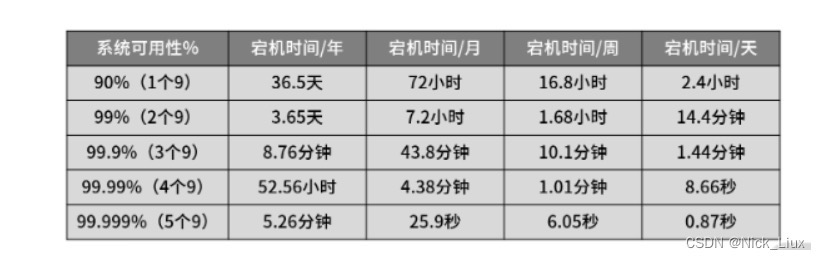 系统可用性% 宕机时间/年 宕机时间/月 宕机时间/周 宕机时间/天
90%（1个9） 36.5天 72小时 16.8小时 2.4小时
99%（2个9） 3.65天 7.2小时 1.68小时 14.4分钟
99.9%（3个9） 8.76分钟 43.8分钟 10.1分钟 1.44分钟
99.99%（4个9） 52.56小时 4.38分钟 1.01分钟 8.66秒
99.999%（5个9） 5.26分钟 25.9秒 6.05秒 0.87秒
CSDN @Nick_Liux